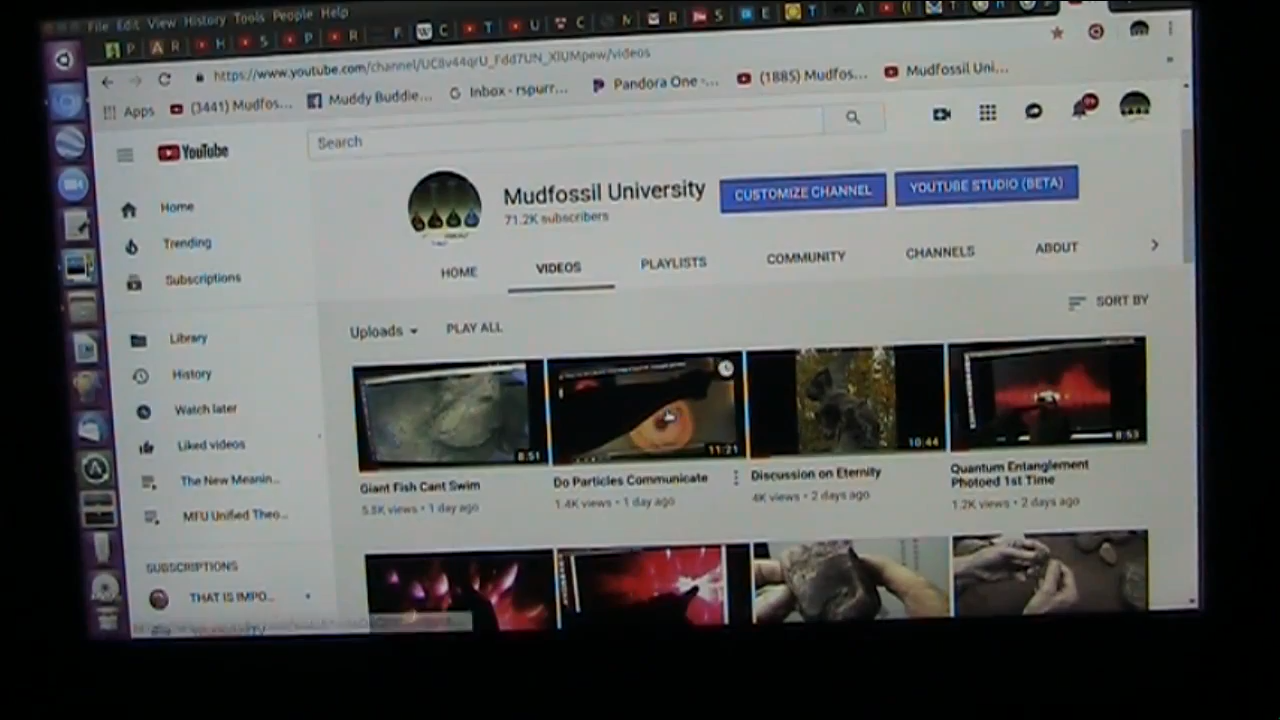 File Edit View History Tools People Help
https://www.youtube.com/channel/UC8v44qrU_Fdd7UN_XlUMpew/videos
Apps (3441) Mudfos... Muddy Buddie... Inbox - rspurr... Pandora One -... (1885) Mudfos... Mudfossil Uni...
YouTube
Search
Mudfossil University
CUSTOMIZE CHANNEL
YOUTUBE STUDIO (BETA)
71.2K subscribers
HOME VIDEOS PLAYLISTS COMMUNITY CHANNELS ABOUT
Home
Trending
Subscriptions
Library
History
Watch later
Liked videos
The New Meanin...
MFU Unified Theo...
SUBSCRIPTIONS
THAT IS IMPO...
Uploads PLAY ALL
SORT BY
8:51
11:21
10:44
8:53
Giant Fish Cant Swim
5.8K views • 1 day ago
Do Particles Communicate
1.4K views • 1 day ago
Discussion on Eternity
4K views • 2 days ago
Quantum Entanglement
Photoed 1st Time
1.2K views • 2 days ago